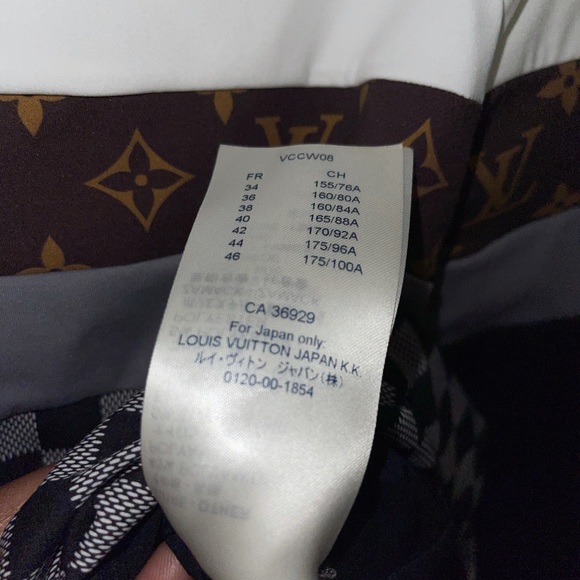 VCCW08
FR CH
34 155/76A
36 160/80A
38 160/84A
40 165/88A
42 170/92A
44 175/96A
46 175/100A
CA 36929
For Japan only:
LOUIS VUITTON JAPAN K.K.
ルイ・ヴィトン ジャパン(株)
0120-00-1854
LV
LV